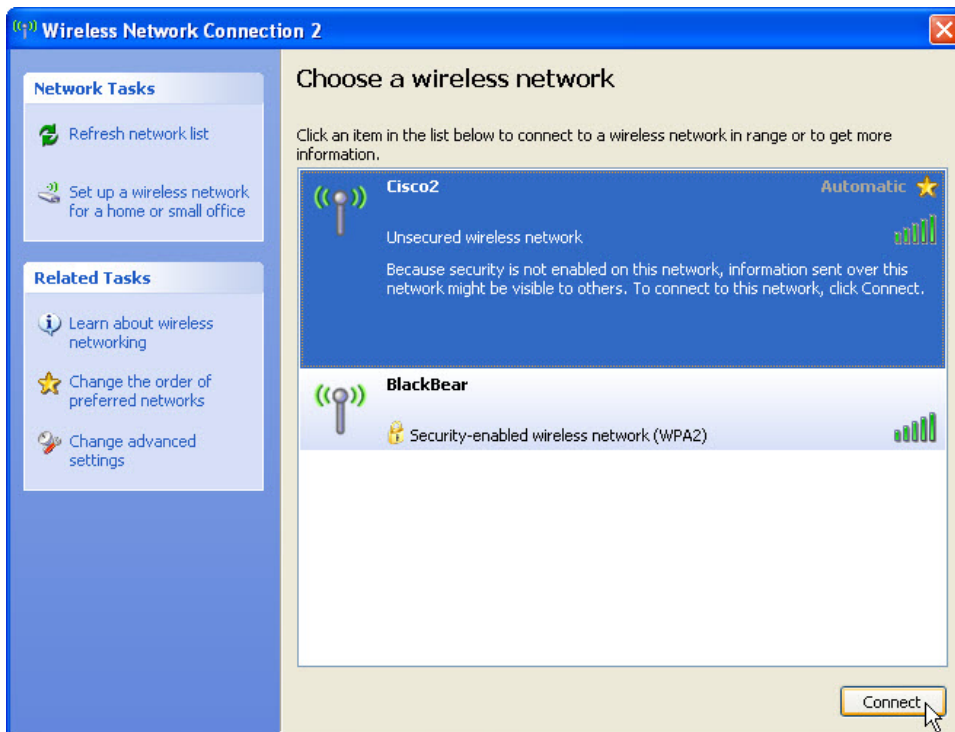 Wireless Network Connection 2
Network Tasks
Refresh network list
Set up a wireless network
for a home or small office
Related Tasks
Learn about wireless
networking
Change the order of
preferred networks
Change advanced
settings
Choose a wireless network
Click an item in the list below to connect to a wireless network in range or to get more
information.
Cisco2
Automatic
Unsecured wireless network
Because security is not enabled on this network, information sent over this
network might be visible to others. To connect to this network, click Connect.
BlackBear
Security-enabled wireless network (WPA2)
Connect